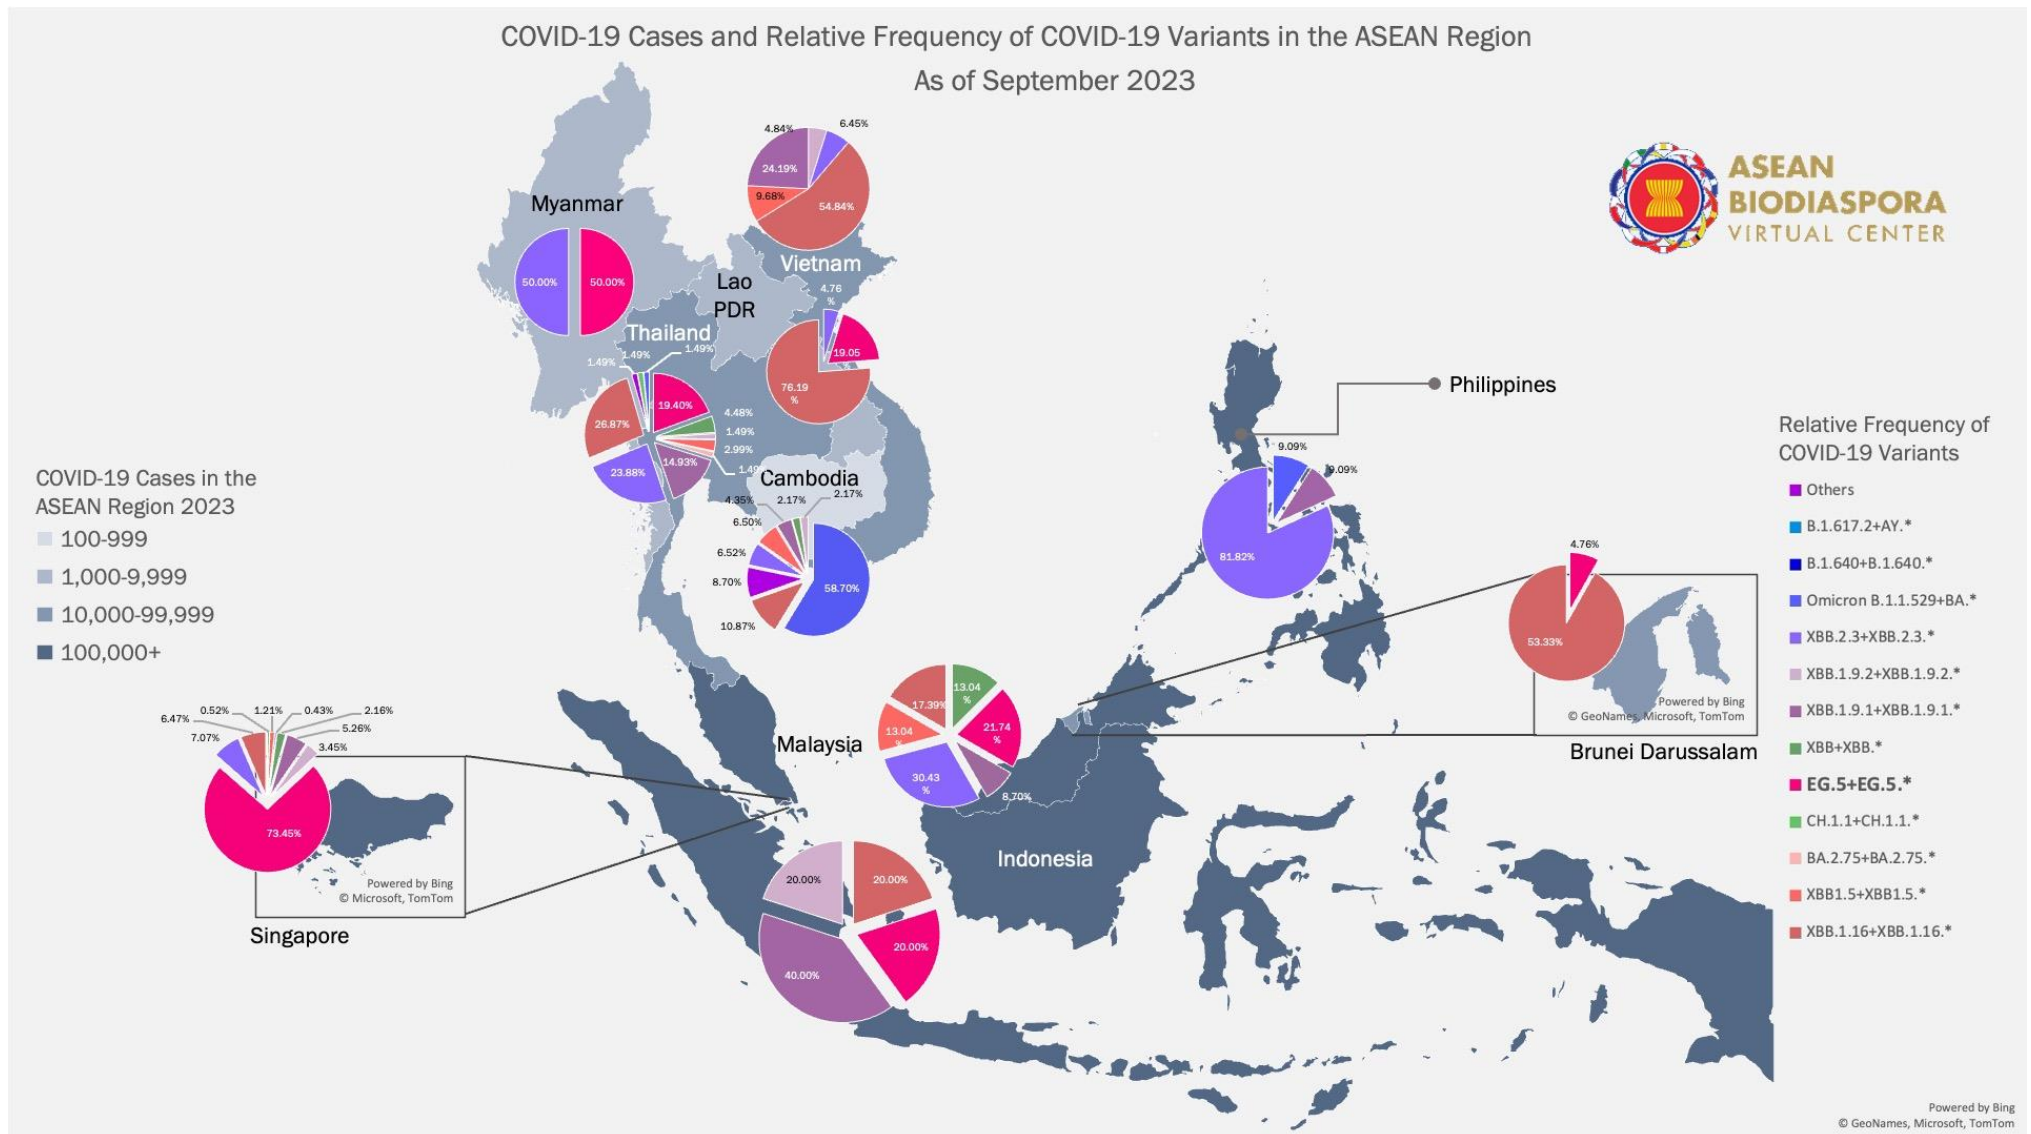 COVID-19 Cases and Relative Frequency of COVID-19 Variants in the ASEAN Region
As of September 2023
ASEAN
BIODIASPORA
VIRTUAL CENTER
4.84%
6.45%
24.19%
9.68%
54.84%
Myanmar
50.00%
50.00%
Vietnam
Lao
PDR
4.76
%
19.05
76.19
%
Thailand
1.49%
1.49%
1.49%
19.40%
26.87%
4.48%
1.49%
2.99%
1.49%
14.93%
23.88%
Cambodia
4.35%
2.17%
2.17%
6.50%
6.52%
8.70%
10.87%
58.70%
Philippines
9.09%
9.09%
81.82%
4.76%
53.33%
Powered by Bing
© GeoNames, Microsoft, TomTom
Brunei Darussalam
COVID-19 Cases in the
ASEAN Region 2023
100-999
1,000-9,999
10,000-99,999
100,000+
Relative Frequency of
COVID-19 Variants
Others
B.1.617.2+AY.*
B.1.640+B.1.640.*
Omicron B.1.1.529+BA.*
XBB.2.3+XBB.2.3.*
XBB.1.9.2+XBB.1.9.2.*
XBB.1.9.1+XBB.1.9.1.*
XBB+XBB.*
EG.5+EG.5.*
CH.1.1+CH.1.1.*
BA.2.75+BA.2.75.*
XBB1.5+XBB1.5.*
XBB.1.16+XBB.1.16.*
Malaysia
17.39%
13.04
%
21.74
%
13.04
%
30.43
%
8.70%
6.47%
0.52%
1.21%
0.43%
2.16%
7.07%
5.26%
3.45%
73.45%
Powered by Bing
© Microsoft, TomTom
Singapore
Indonesia
20.00%
20.00%
20.00%
40.00%
Powered by Bing
© GeoNames, Microsoft, TomTom